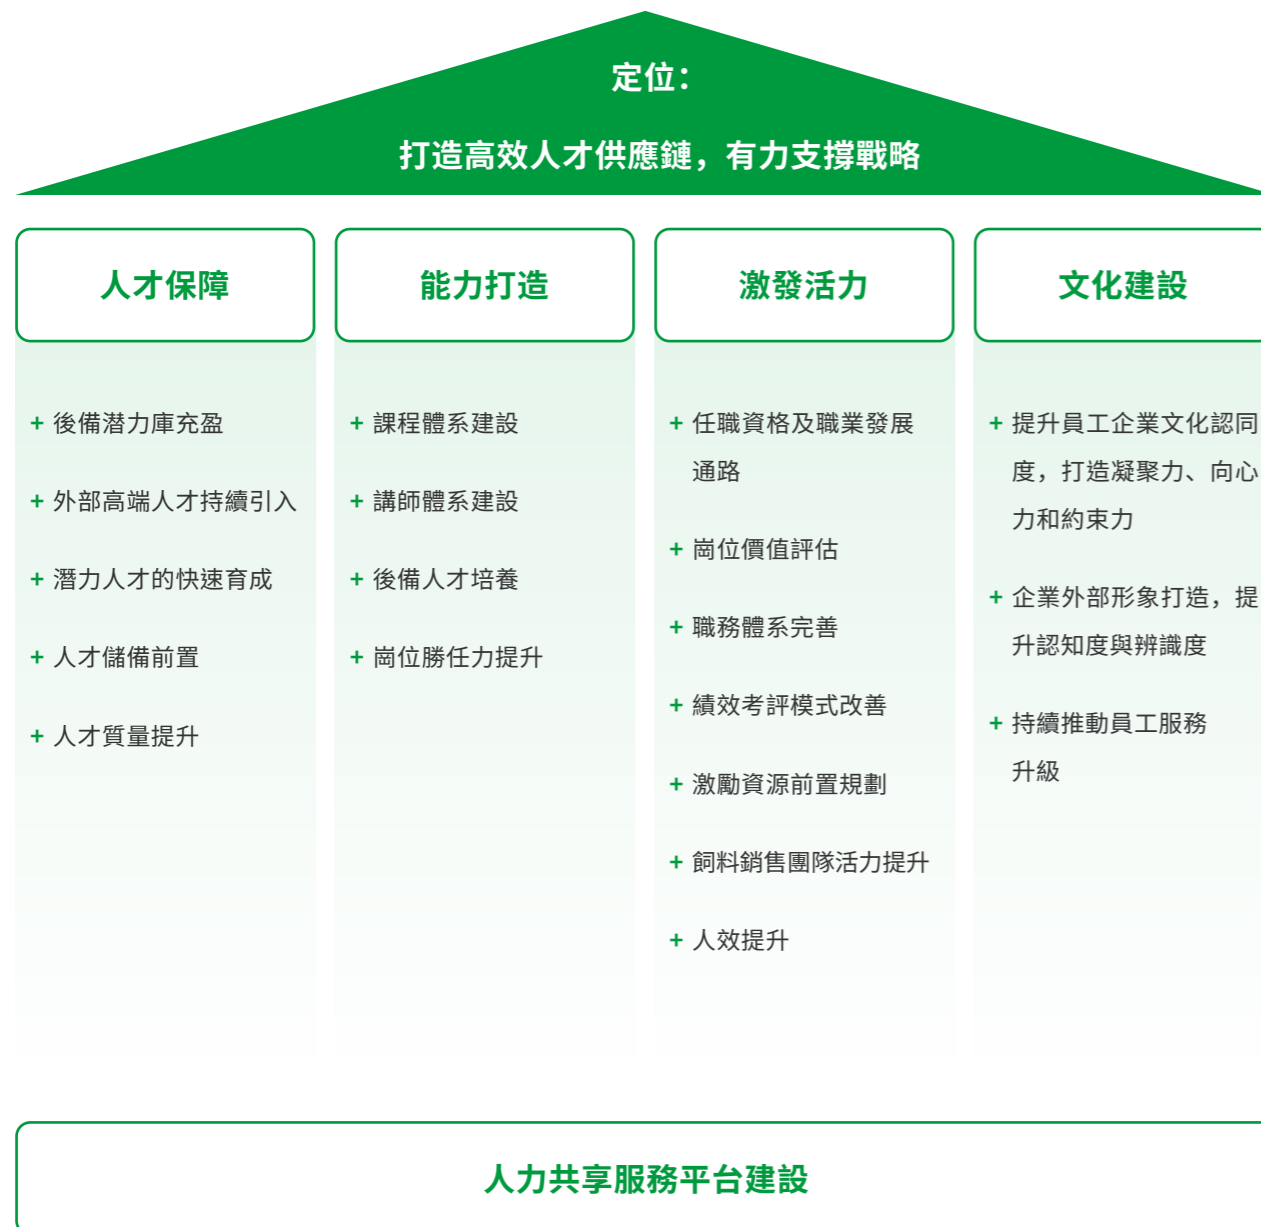 定位：
打造高效人才供應鏈，有力支撐戰略
人才保障
+ 後備潜力庫充盈
+ 外部高端人才持續引入
+ 潛力人才的快速育成
+ 人才儲備前置
+ 人才質量提升
能力打造
+ 課程體系建設
+ 講師體系建設
+ 後備人才培養
+ 崗位勝任力提升
激發活力
+ 任職資格及職業發展
通路
+ 崗位價值評估
+ 職務體系完善
+ 績效考評模式改善
+ 激勵資源前置規劃
+ 飼料銷售團隊活力提升
+ 人效提升
文化建設
+ 提升員工企業文化認同
度，打造凝聚力、向心
力和約束力
+ 企業外部形象打造，提
升認知度與辨識度
+ 持續推動員工服務
升級
人力共享服務平台建設